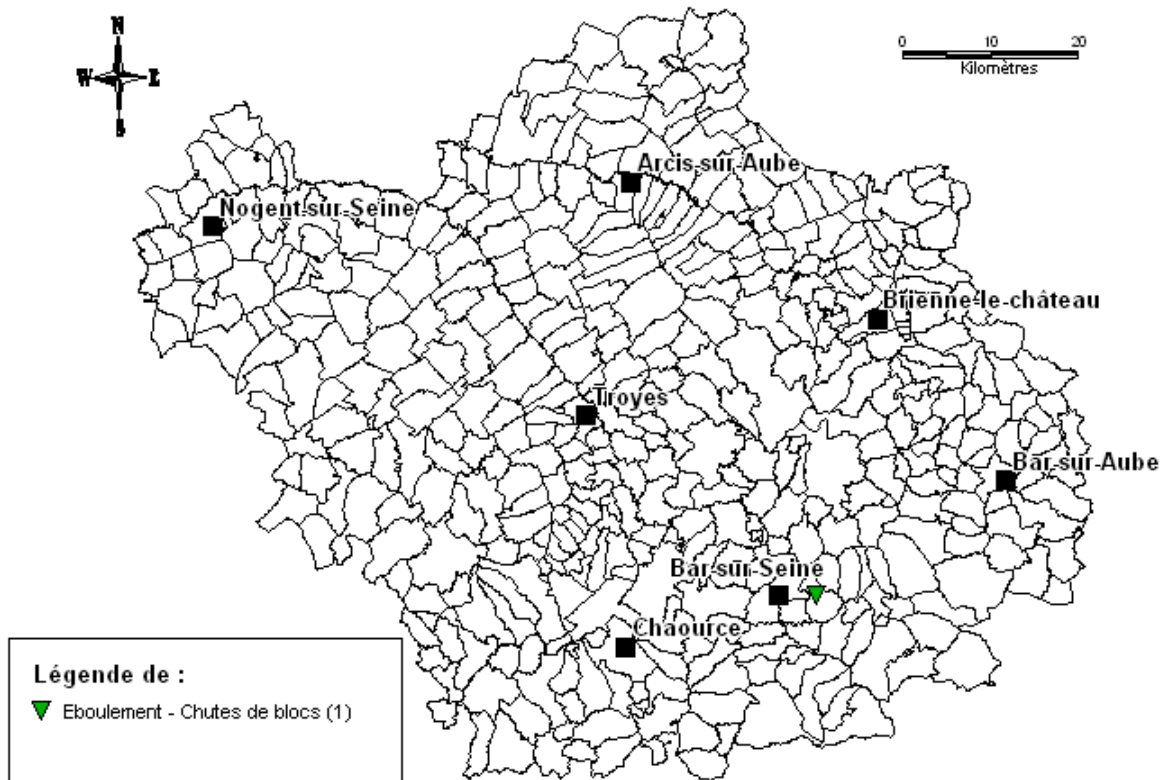 N
W E
S
0 10 20
Kilomètres
Arcis-sur-Aube
Nogent-sur-Seine
Brienne-le-château
Troyes
Bar-sur-Aube
Bar-sur-Seine
Chaource
Légende de :
Eboulement - Chutes de blocs (1)